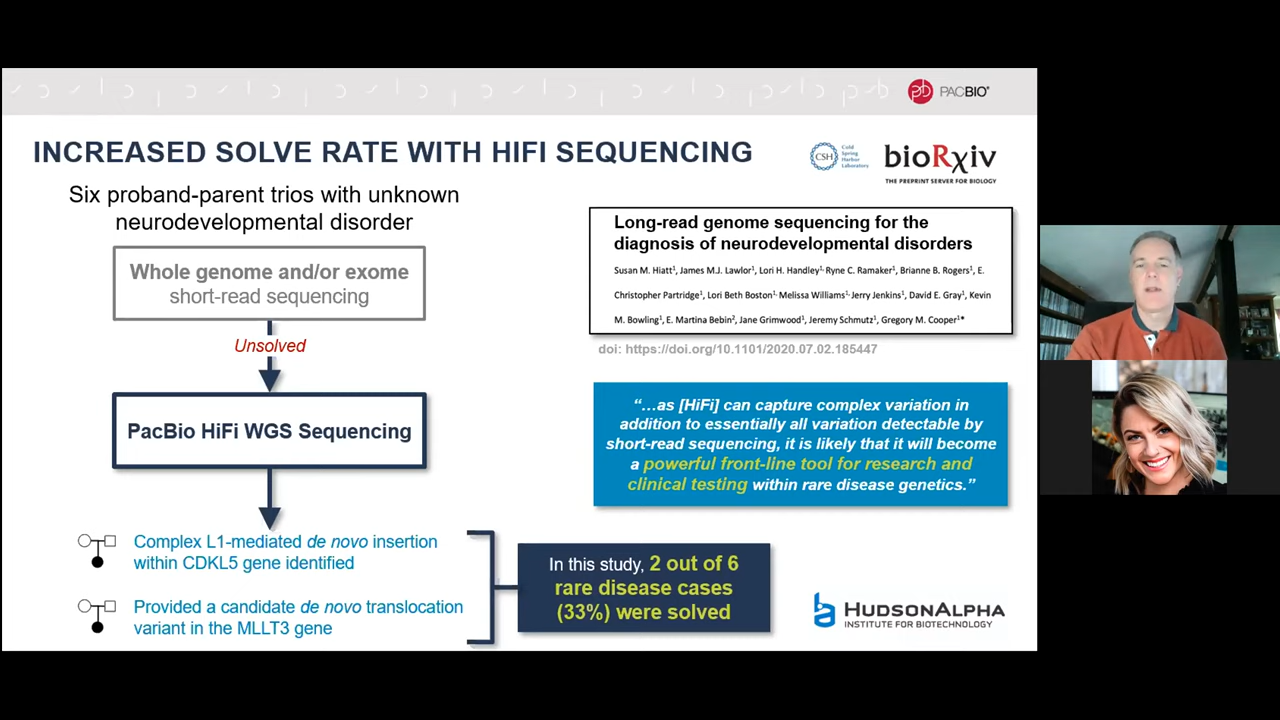 PACBIO®
INCREASED SOLVE RATE WITH HIFI SEQUENCING
CSH
Cold
Spring
Harbor
Laboratory
bioRxiv
THE PREPRINT SERVER FOR BIOLOGY
Six proband-parent trios with unknown
neurodevelopmental disorder
Whole genome and/or exome
short-read sequencing
Unsolved
PacBio HiFi WGS Sequencing
Complex L1-mediated de novo insertion
within CDKL5 gene identified
Provided a candidate de novo translocation
variant in the MLLT3 gene
In this study, 2 out of 6
rare disease cases
(33%) were solved
Long-read genome sequencing for the
diagnosis of neurodevelopmental disorders
Susan M. Hiatt¹, James M.J. Lawlor¹, Lori H. Handley¹, Ryne C. Ramaker¹, Brianne B. Rogers¹, E.
Christopher Partridge¹, Lori Beth Boston¹, Melissa Williams¹, Jerry Jenkins¹, David E. Gray¹, Kevin
M. Bowling¹, E. Martina Bebin², Jane Grimwood¹, Jeremy Schmutz¹, Gregory M. Cooper¹*
doi: https://doi.org/10.1101/2020.07.02.185447
“…as [HiFi] can capture complex variation in
addition to essentially all variation detectable by
short-read sequencing, it is likely that it will become
a powerful front-line tool for research and
clinical testing within rare disease genetics.”
HUDSONALPHA
INSTITUTE FOR BIOTECHNOLOGY